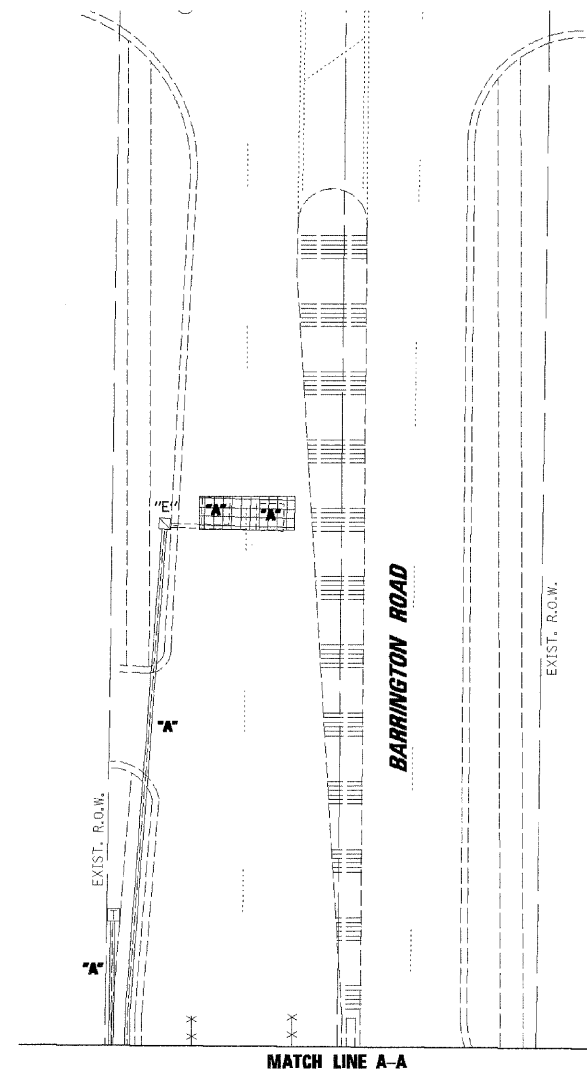 "E"
"A"
"A"
BARRINGTON ROAD
EXIST. R.O.W.
"A"
EXIST. R.O.W.
T
"A"
MATCH LINE A-A